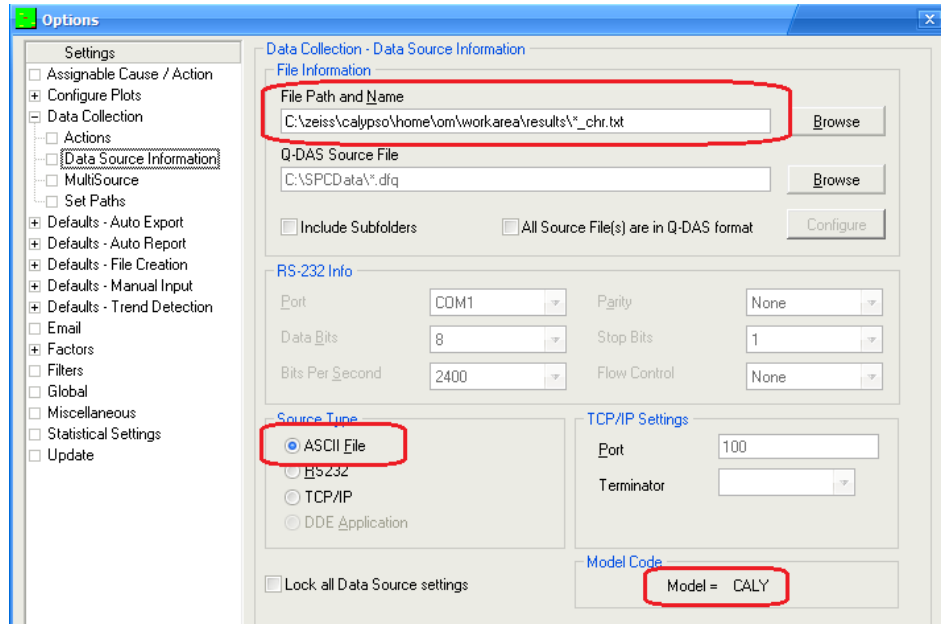 Options
Settings
Assignable Cause / Action
Configure Plots
Data Collection
Actions
Data Source Information
MultiSource
Set Paths
Defaults - Auto Export
Defaults - Auto Report
Defaults - File Creation
Defaults - Manual Input
Defaults - Trend Detection
Email
Factors
Filters
Global
Miscellaneous
Statistical Settings
Update
Data Collection - Data Source Information
File Information
File Path and Name
C:\zeiss\calypso\home\om\workarea\results\*_chr.txt
Browse
Q-DAS Source File
C:\SPCData\*.dfq
Browse
Include Subfolders
All Source File(s) are in Q-DAS format
Configure
RS-232 Info
Port
COM1
Parity
None
Data Bits
8
Stop Bits
1
Bits Per Second
2400
Flow Control
None
Source Type
ASCII File
RS232
TCP/IP
DDE Application
TCP/IP Settings
Port
100
Terminator
Lock all Data Source settings
Model Code
Model = CALY